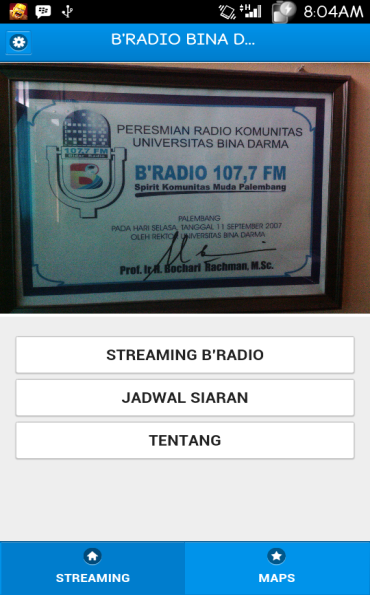 8:04AM
B'RADIO BINA D...
PERESMIAN RADIO KOMUNITAS
UNIVERSITAS BINA DARMA
107,7 FM
B'RADIO 107,7 FM
Spirit Komunitas Muda Palembang
PALEMBANG
PADA HARI SELASA, TANGGAL 11 SEPTEMBER 2007
OLEH REKTOR UNIVERSITAS BINA DARMA
Prof. Ir. H. Bochari Rachman, M.Sc.
STREAMING B'RADIO
JADWAL SIARAN
TENTANG
STREAMING
MAPS